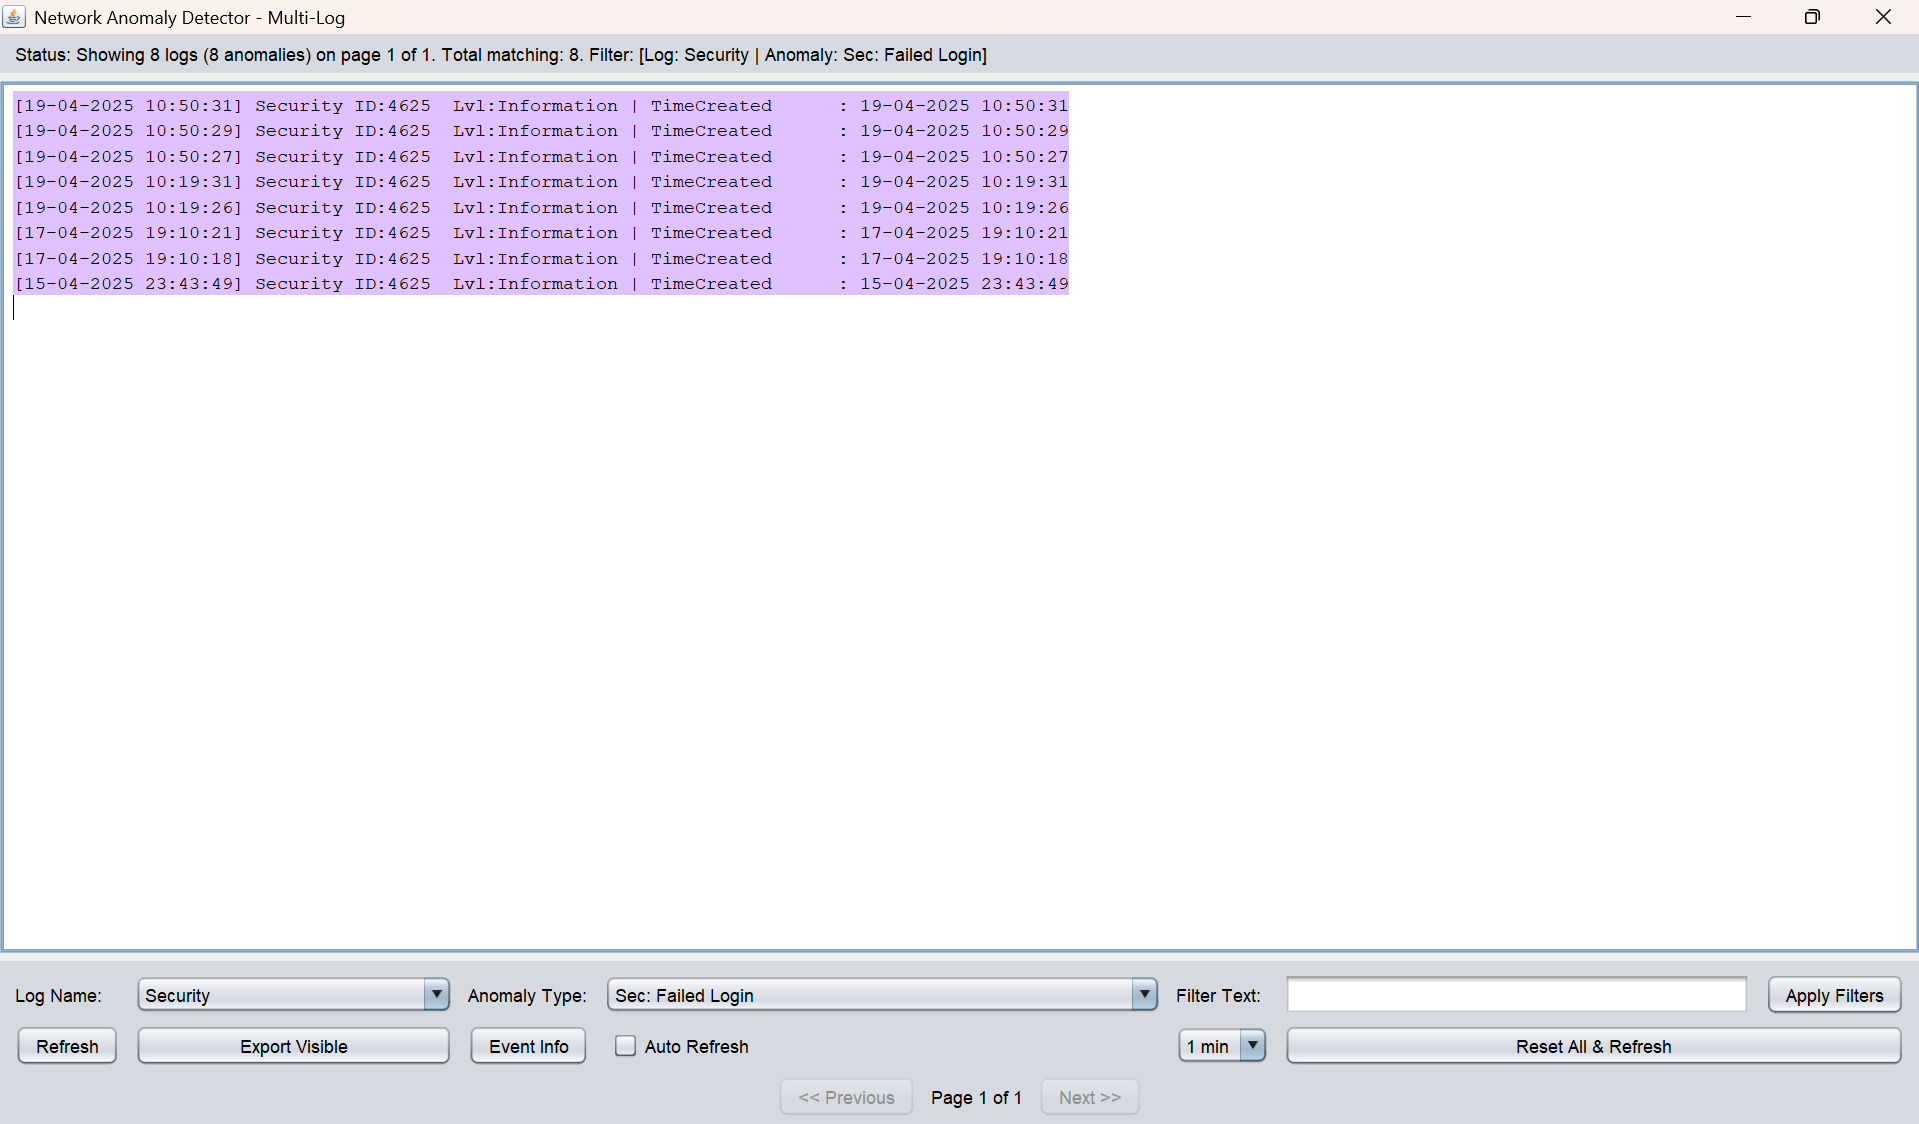 Network Anomaly Detector - Multi-Log
Status: Showing 8 logs (8 anomalies) on page 1 of 1. Total matching: 8. Filter: [Log: Security | Anomaly: Sec: Failed Login]
[19-04-2025 10:50:31] Security ID:4625  Lvl:Information | TimeCreated      : 19-04-2025 10:50:31
[19-04-2025 10:50:29] Security ID:4625  Lvl:Information | TimeCreated      : 19-04-2025 10:50:29
[19-04-2025 10:50:27] Security ID:4625  Lvl:Information | TimeCreated      : 19-04-2025 10:50:27
[19-04-2025 10:19:31] Security ID:4625  Lvl:Information | TimeCreated      : 19-04-2025 10:19:31
[19-04-2025 10:19:26] Security ID:4625  Lvl:Information | TimeCreated      : 19-04-2025 10:19:26
[17-04-2025 19:10:21] Security ID:4625  Lvl:Information | TimeCreated      : 17-04-2025 19:10:21
[17-04-2025 19:10:18] Security ID:4625  Lvl:Information | TimeCreated      : 17-04-2025 19:10:18
[15-04-2025 23:43:49] Security ID:4625  Lvl:Information | TimeCreated      : 15-04-2025 23:43:49
Log Name: Security Anomaly Type: Sec: Failed Login Filter Text: Apply Filters
Refresh Export Visible Event Info Auto Refresh 1 min Reset All & Refresh
<< Previous Page 1 of 1 Next >>